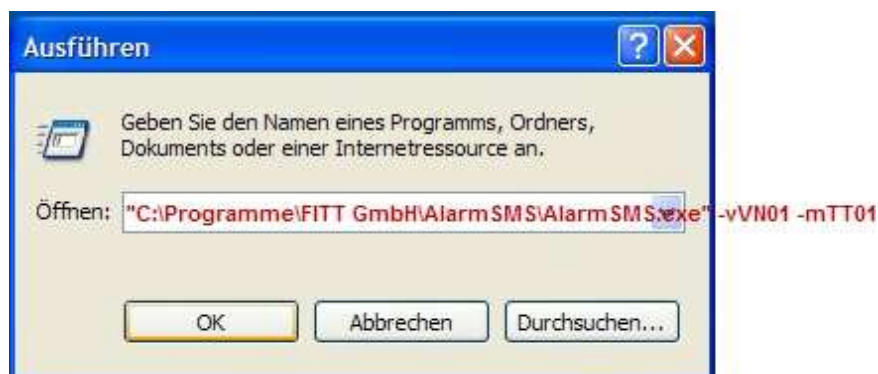 Ausführen
Geben Sie den Namen eines Programms, Ordners,
Dokuments oder einer Internetressource an.
Öffnen: "C:\Programme\FITT GmbH\AlarmSMS\AlarmSMS.exe" -vVN01 -mTT01
OK Abbrechen Durchsuchen...